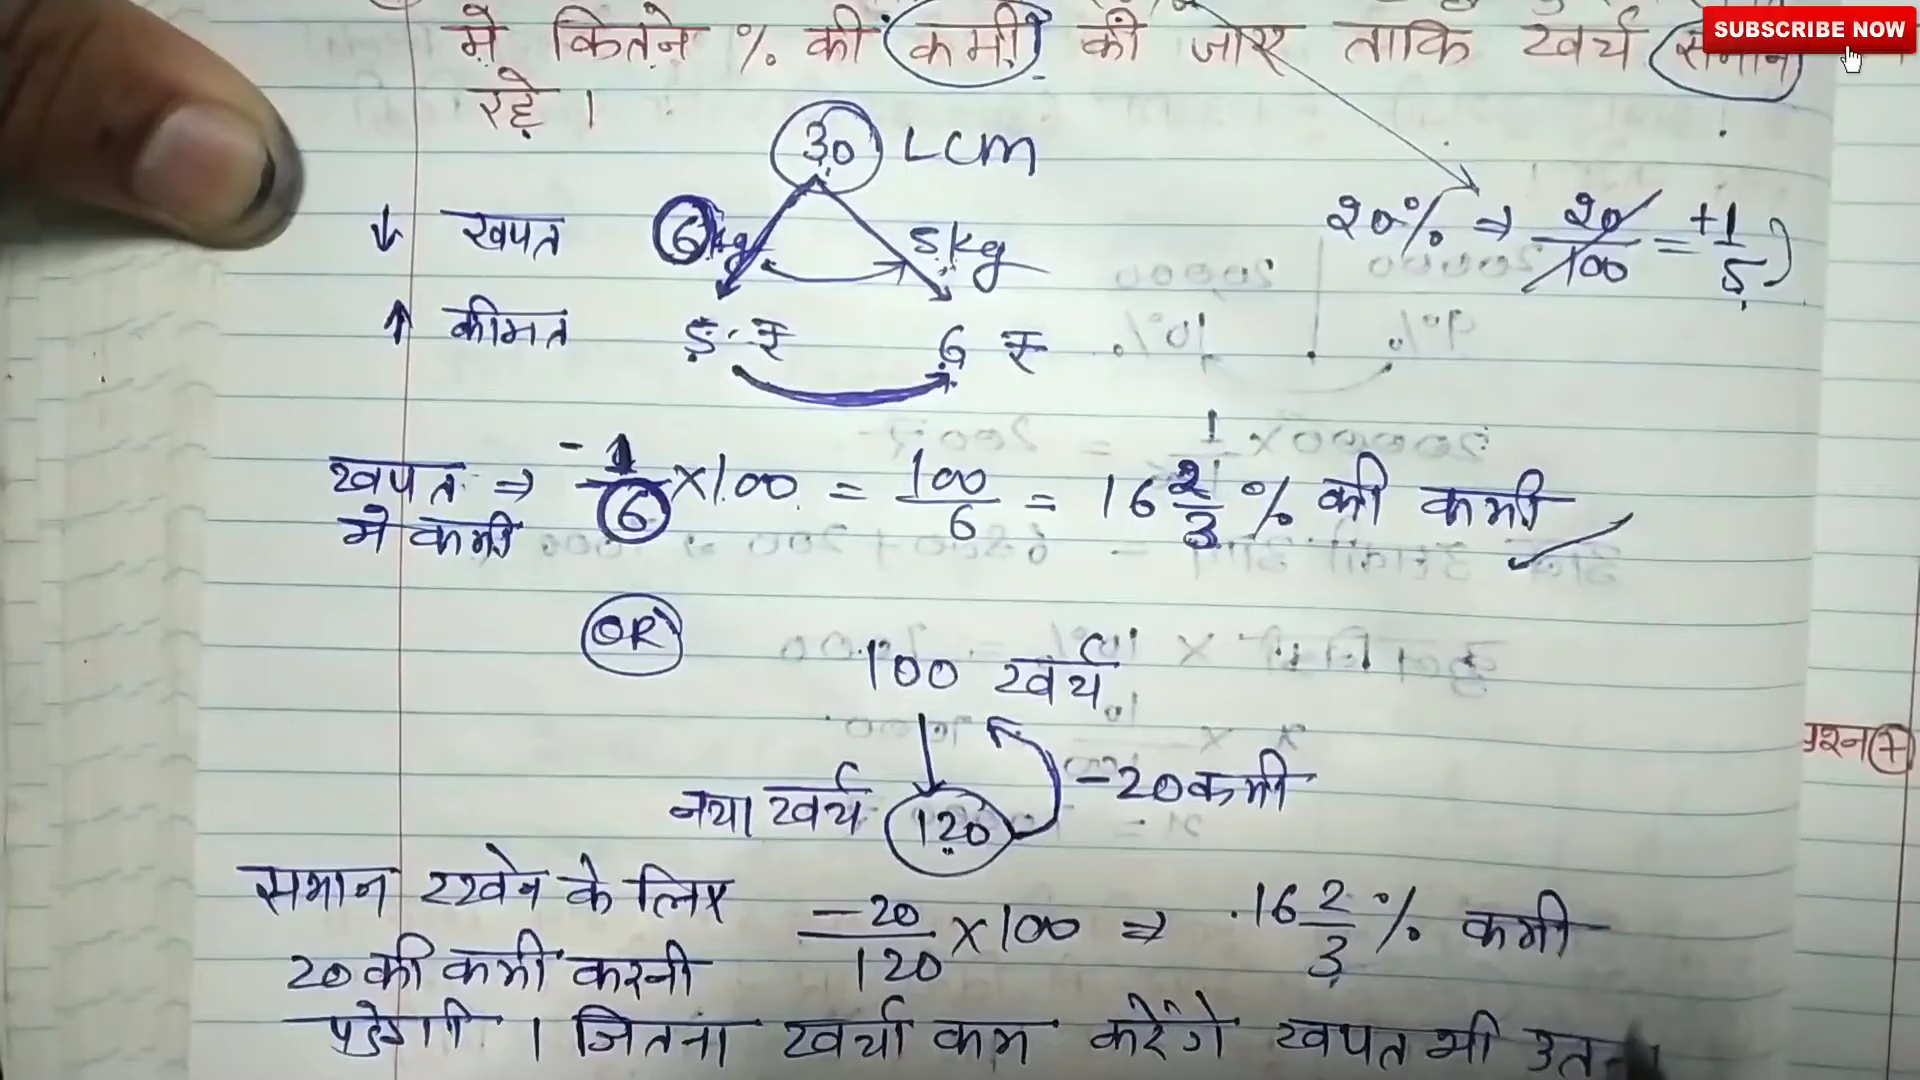 SUBSCRIBE NOW
में कितने % की कमी की जाए ताकि खर्च समान
रहे ।
30 LCM
20% ⇒ 20/100 = +1/5
↓ खपत 6kg 5kg
↑ कीमत 5 ₹ 6 ₹
खपत ⇒ -1/6 ×100 = 100/6 = 16 2/3 % की कमी
में कमी
OR
100 खर्च
प्रश्न 7
-20 कमी
नया खर्च 120
समान रखने के लिए
-20/120 ×100 ⇒ 16 2/3 % कमी
20 की कमी करनी
पड़ेगी । जितना खर्चा कम करेंगे खपत भी